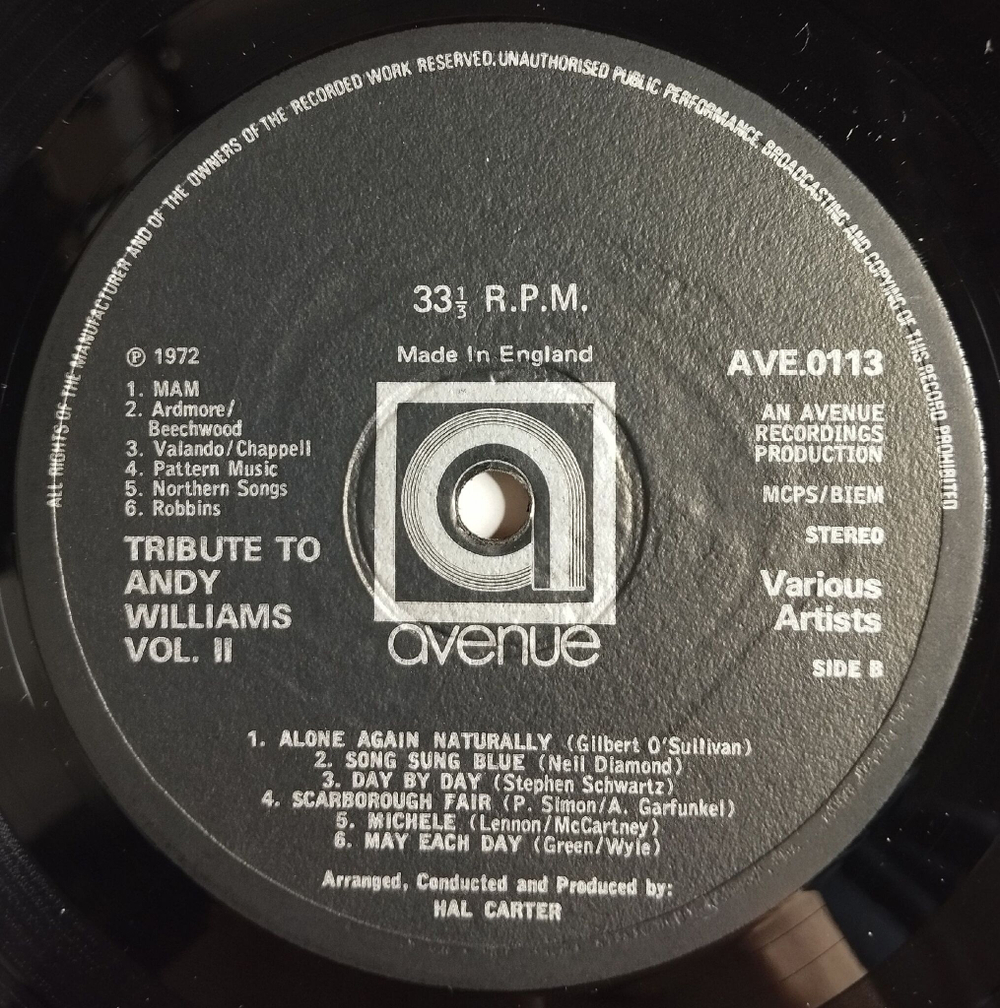 ALL RIGHTS OF THE MANUFACTURER AND OF THE OWNERS OF THE RECORDED WORK RESERVED. UNAUTHORISED PUBLIC PERFORMANCE, BROADCASTING AND COPYING OF THIS RECORD PROHIBITED
33⅓ R.P.M.
Made In England
℗ 1972
1. MAM
2. Ardmore/
Beechwood
3. Valando/Chappell
4. Pattern Music
5. Northern Songs
6. Robbins
TRIBUTE TO
ANDY
WILLIAMS
VOL. II
avenue
AVE.0113
AN AVENUE
RECORDINGS
PRODUCTION
MCPS/BIEM
STEREO
Various
Artists
SIDE B
1. ALONE AGAIN NATURALLY (Gilbert O'Sullivan)
2. SONG SUNG BLUE (Neil Diamond)
3. DAY BY DAY (Stephen Schwartz)
4. SCARBOROUGH FAIR (P. Simon/A. Garfunkel)
5. MICHELE (Lennon/McCartney)
6. MAY EACH DAY (Green/Wyle)
Arranged, Conducted and Produced by:
HAL CARTER